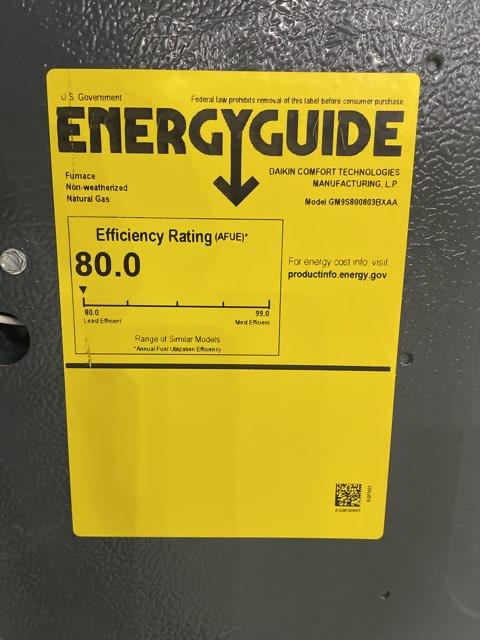 U.S. Government
Federal law prohibits removal of this label before consumer purchase
ENERGYGUIDE
Furnace
Non-weatherized
Natural Gas
DAIKIN COMFORT TECHNOLOGIES
MANUFACTURING, L.P.
Model GM9S800803BXAA
Efficiency Rating (AFUE)*
80.0
80.0
Least Efficient
99.0
Most Efficient
Range of Similar Models
*Annual Fuel Utilization Efficiency
For energy cost info, visit
productinfo.energy.gov